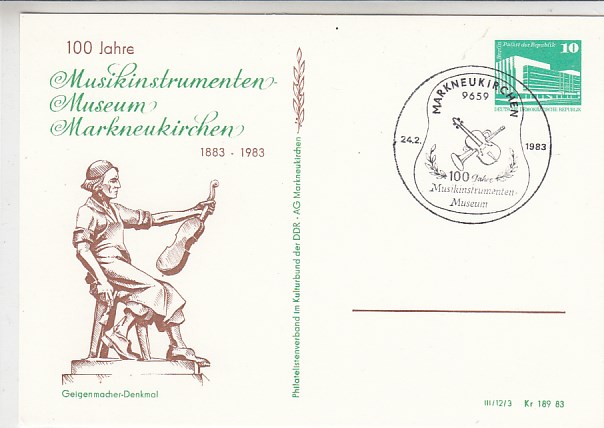 100 Jahre
Musikinstrumenten-
Museum
Markneukirchen
1883 - 1983
Geigenmacher-Denkmal
Philatelistenverband im Kulturbund der DDR - AG Markneukirchen
Berlin, Palast der Republik
10
DEUTSCHE DEMOKRATISCHE REPUBLIK
MARKNEUKIRCHEN
9659
24.2. 1983
100 Jahre
Musikinstrumenten-
Museum
III/12/3 Kr 189 83